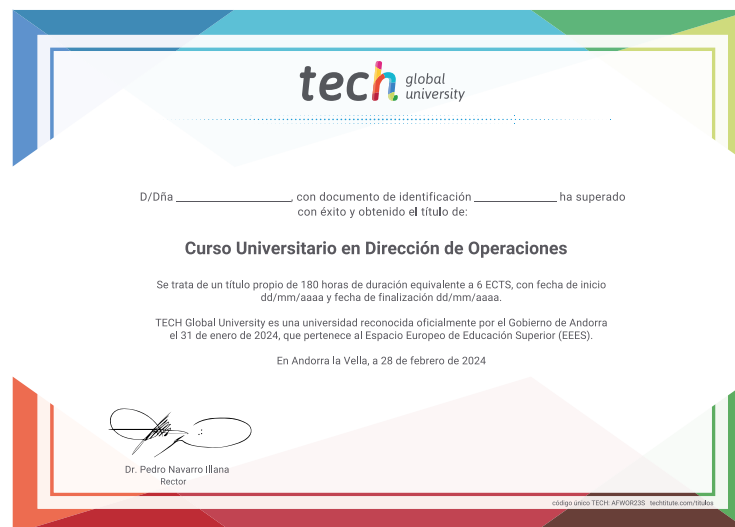 tech global
university
D/Dña ____________________, con documento de identificación ______________ ha superado
con éxito y obtenido el título de:
Curso Universitario en Dirección de Operaciones
Se trata de un título propio de 180 horas de duración equivalente a 6 ECTS, con fecha de inicio
dd/mm/aaaa y fecha de finalización dd/mm/aaaa.
TECH Global University es una universidad reconocida oficialmente por el Gobierno de Andorra
el 31 de enero de 2024, que pertenece al Espacio Europeo de Educación Superior (EEES).
En Andorra la Vella, a 28 de febrero de 2024
Dr. Pedro Navarro Illana
Rector
código único TECH: AFWOR23S techtitute.com/titulos